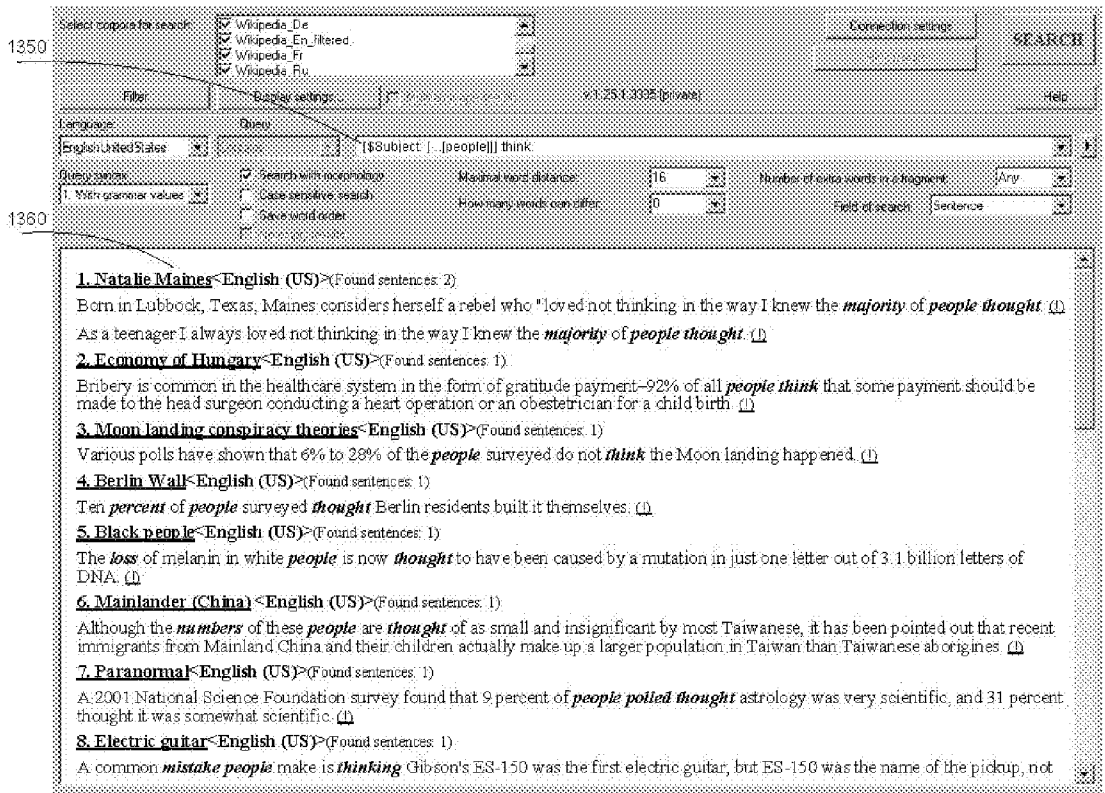 Select corpora for search:
Wikipedia_De
Wikipedia_En_filtered
Wikipedia_Fr
Wikipedia_Ru
Connection settings
SEARCH
1350
Filter
Display settings...
v.1.25.1.3335 [private]
Help
Language:
Query:
English United States
"[$Subject: [...[people]]] think"
Query syntax:
1. With grammar values
Search with morphology
Case sensitive search
Save word order
Maximal word distance:
16
How many words can differ:
0
Number of extra words in a fragment:
Any
Field of search:
Sentence
1360
1. Natalie Maines<English (US)>(Found sentences: 2)
Born in Lubbock, Texas, Maines considers herself a rebel who "loved not thinking in the way I knew the majority of people thought. (!)
As a teenager I always loved not thinking in the way I knew the majority of people thought. (!)
2. Economy of Hungary<English (US)>(Found sentences: 1)
Bribery is common in the healthcare system in the form of gratitude payment–92% of all people think that some payment should be
made to the head surgeon conducting a heart operation or an obestetrician for a child birth. (!)
3. Moon landing conspiracy theories<English (US)>(Found sentences: 1)
Various polls have shown that 6% to 28% of the people surveyed do not think the Moon landing happened. (!)
4. Berlin Wall<English (US)>(Found sentences: 1)
Ten percent of people surveyed thought Berlin residents built it themselves. (!)
5. Black people<English (US)>(Found sentences: 1)
The loss of melanin in white people is now thought to have been caused by a mutation in just one letter out of 3.1 billion letters of
DNA. (!)
6. Mainlander (China) <English (US)>(Found sentences: 1)
Although the numbers of these people are thought of as small and insignificant by most Taiwanese, it has been pointed out that recent
immigrants from Mainland China and their children actually make up a larger population in Taiwan than Taiwanese aborigines. (!)
7. Paranormal<English (US)>(Found sentences: 1)
A 2001 National Science Foundation survey found that 9 percent of people polled thought astrology was very scientific, and 31 percent
thought it was somewhat scientific. (!)
8. Electric guitar<English (US)>(Found sentences: 1)
A common mistake people make is thinking Gibson's ES-150 was the first electric guitar, but ES-150 was the name of the pickup, not